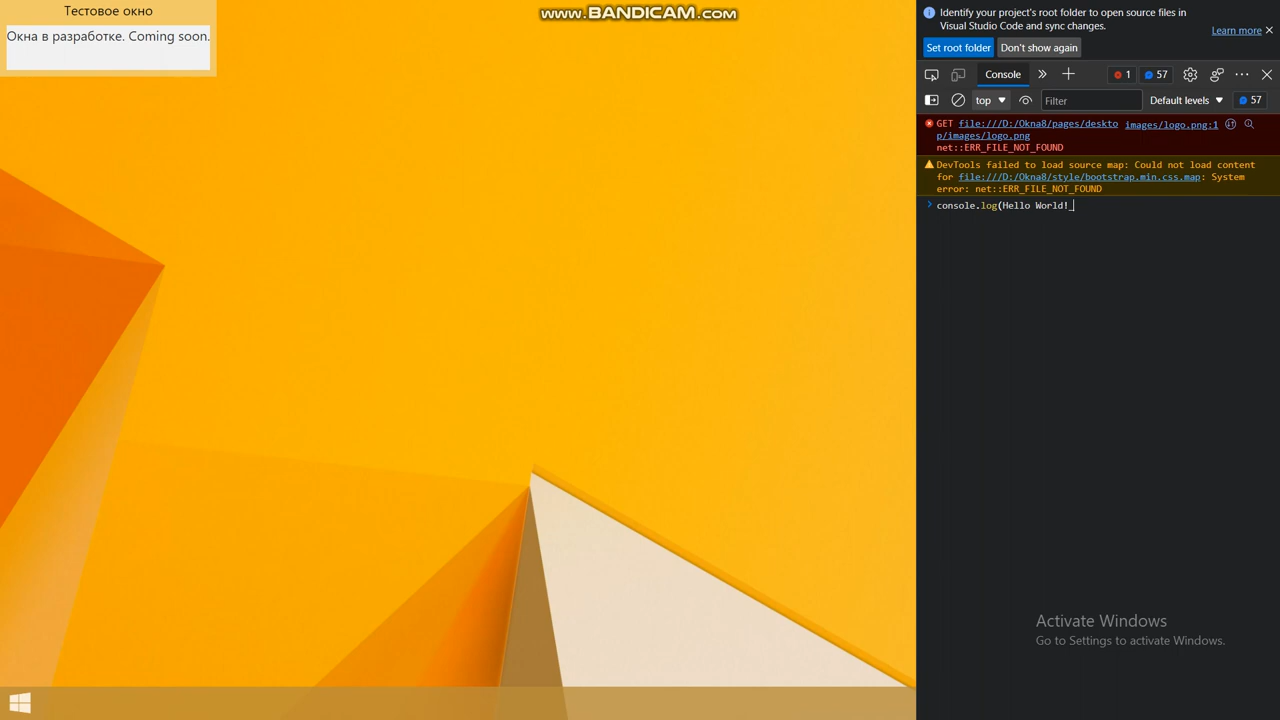 Тестовое окно
Окна в разработке. Coming soon.
www.BANDICAM.com
Identify your project's root folder to open source files in
Visual Studio Code and sync changes.
Learn more
Set root folder
Don't show again
Console
1
57
top
Filter
Default levels
57
GET file:///D:/Okna8/pages/deskto images/logo.png:1
p/images/logo.png
net::ERR_FILE_NOT_FOUND
DevTools failed to load source map: Could not load content
for file:///D:/Okna8/style/bootstrap.min.css.map: System
error: net::ERR_FILE_NOT_FOUND
console.log(Hello World!_
Activate Windows
Go to Settings to activate Windows.